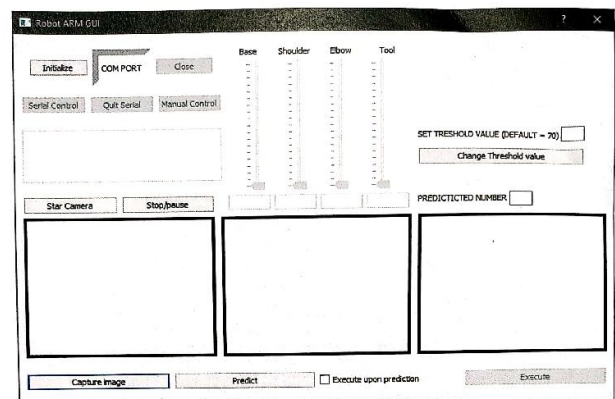 Robot ARM GUI
? ×
Base Shoulder Elbow Tool
Initialize COM PORT Close
Serial Control Quit Serial Manual Control
SET TRESHOLD VALUE (DEFAULT = 70)
Change Threshold value
PREDICTICTED NUMBER
Star Camera Stop/pause
Capture image Predict Execute upon prediction Execute